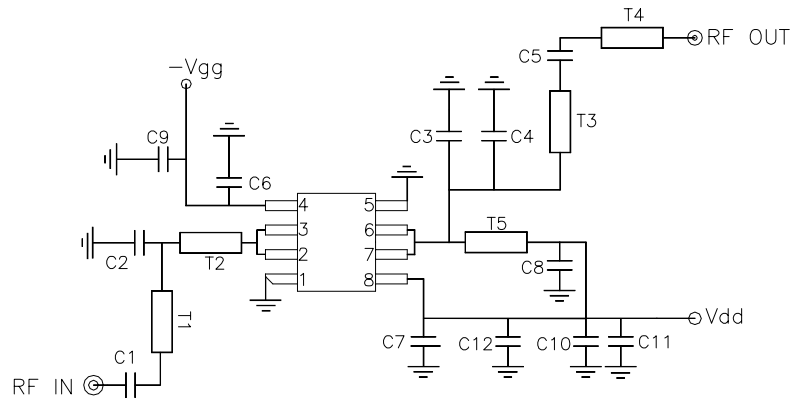 T4
RF OUT
C5
−Vgg
T3
C9
C3
C4
C6
4
5
3
6
T5
2
7
C2
T2
C8
1
8
T1
Vdd
C7
C12
C10
C11
C1
RF IN